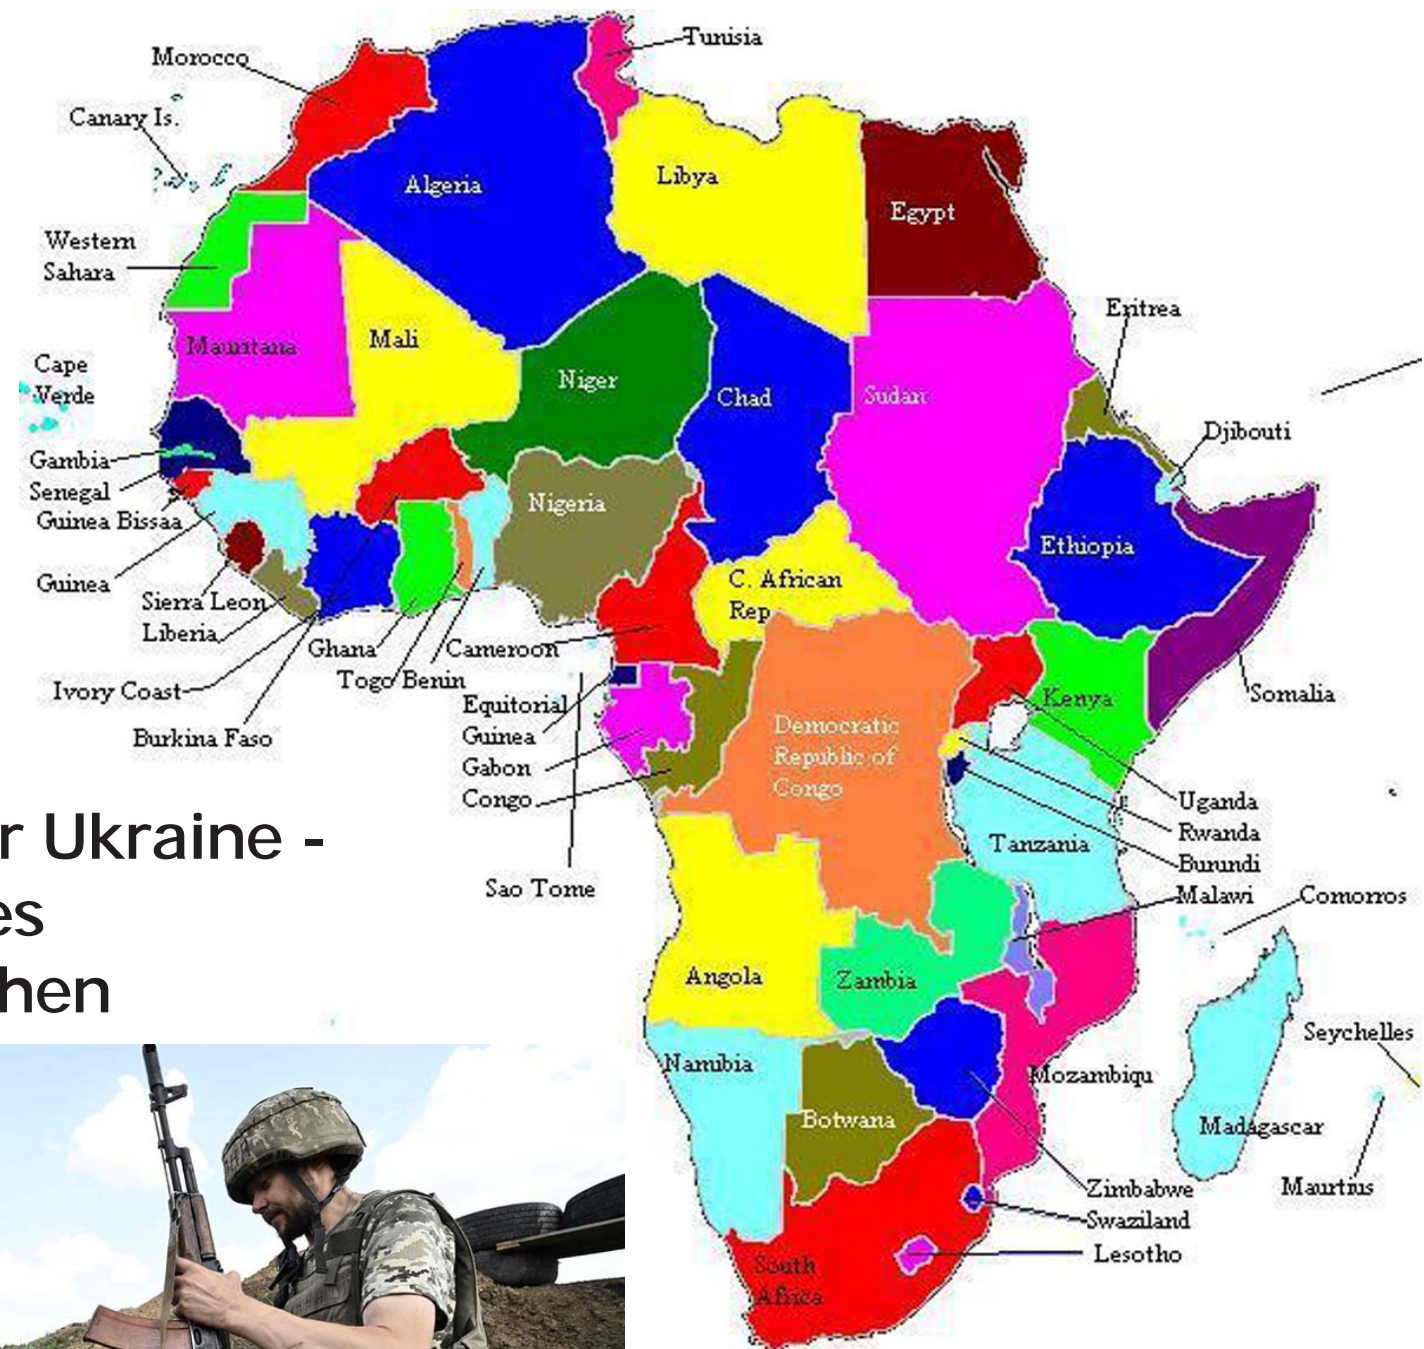 Tunisia
Morocco
Canary Is.
Algeria
Libya
Egypt
Western
Sahara
Eritrea
Mauritana
Mali
Cape
Verde
Niger
Chad
Sudan
Djibouti
Gambia
Senegal
Guinea Bissaa
Nigeria
Guinea
Ethiopia
C. African
Rep.
Sierra Leon
Liberia
Ghana
Cameroon
Togo
Benin
Ivory Coast
Equitorial
Guinea
Kenya
Somalia
Burkina Faso
Democratic
Republic of
Congo
Gabon
Congo
Uganda
Rwanda
Burundi
Tanzania
r Ukraine -
es
hen
Sao Tome
Malawi
Comorros
Angola
Zambia
Seychelles
Namibia
Mozambiqu
Botwana
Madagascar
Maurtius
Zimbabwe
Swaziland
Lesotho
South
Africa